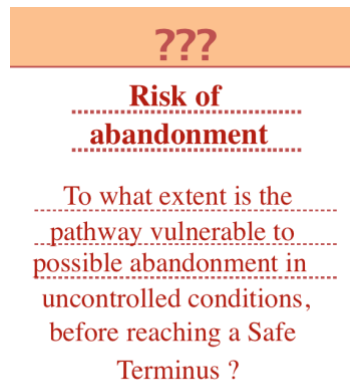 ???
Risk of
abandonment
To what extent is the
pathway vulnerable to
possible abandonment in
uncontrolled conditions,
before reaching a Safe
Terminus ?